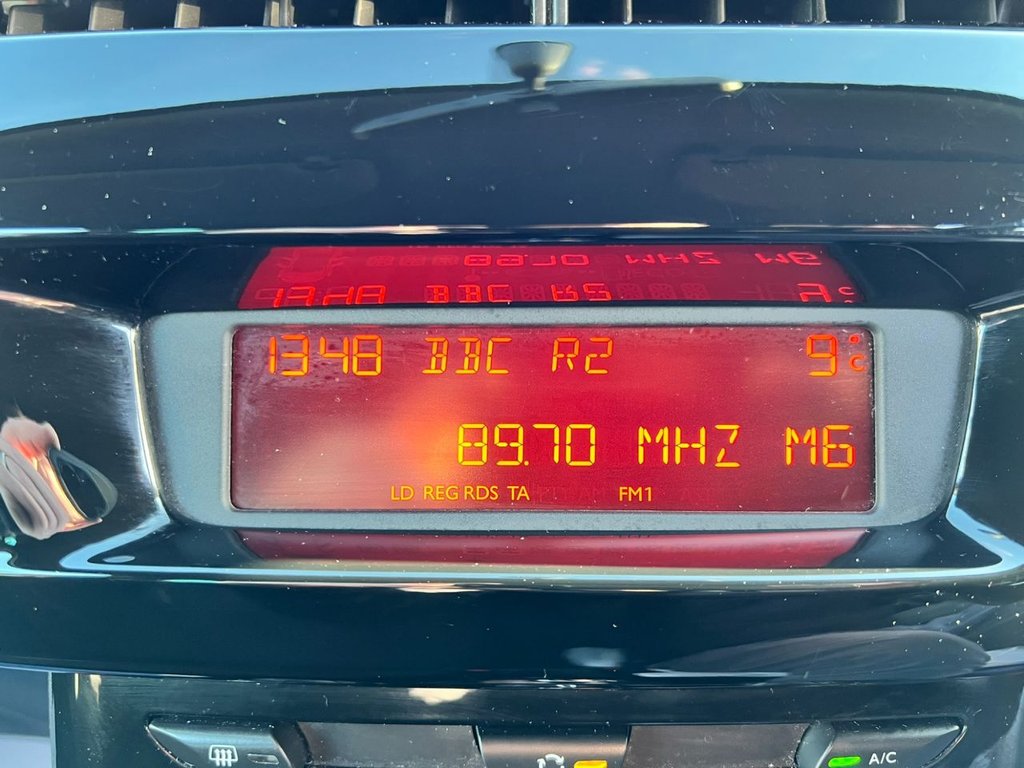 1348 BBC R2 9°C
89.70 MHZ M6
LD REG RDS TA FM1
A/C